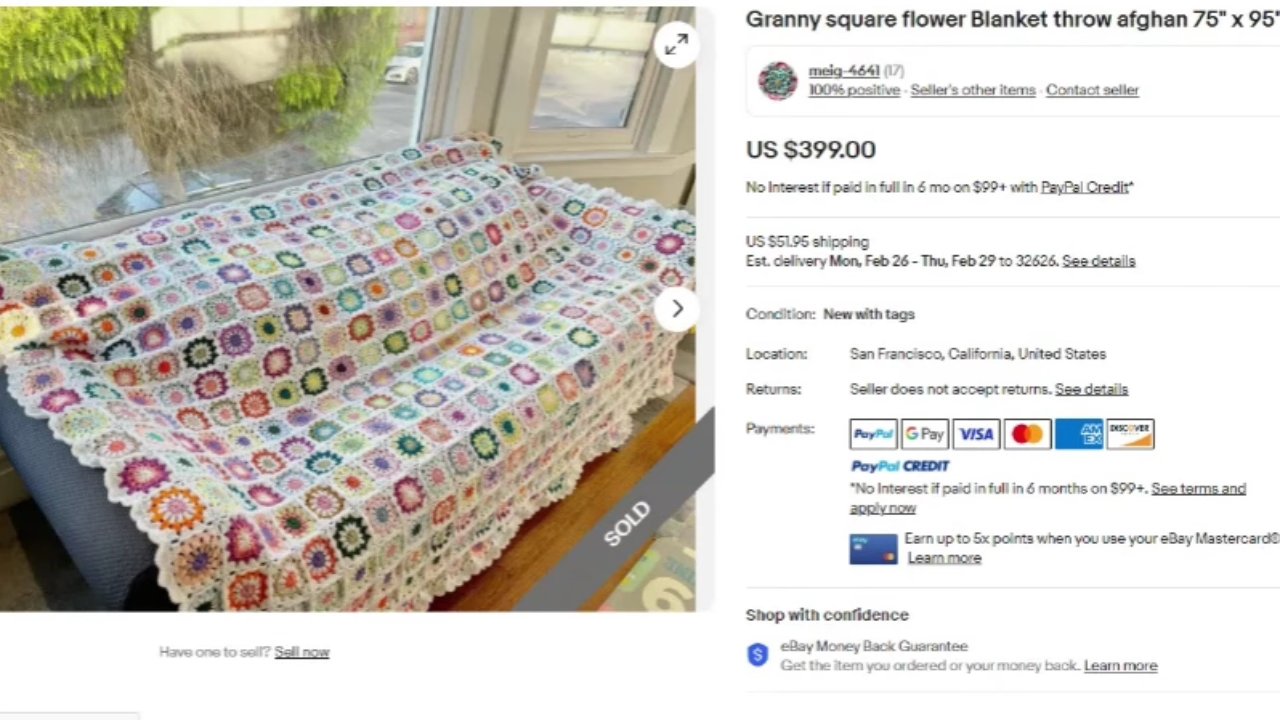 Granny square flower Blanket throw afghan 75" x 95"
meig-4641 (17)
100% positive · Seller's other items · Contact seller
US $399.00
No Interest if paid in full in 6 mo on $99+ with PayPal Credit*
US $51.95 shipping
Est. delivery Mon, Feb 26 - Thu, Feb 29 to 32626. See details
Condition: New with tags
Location: San Francisco, California, United States
Returns: Seller does not accept returns. See details
Payments: PayPal G Pay VISA AM EX DISCOVER
PayPal CREDIT
*No Interest if paid in full in 6 months on $99+. See terms and
apply now
Earn up to 5x points when you use your eBay Mastercard®
Learn more
Shop with confidence
eBay Money Back Guarantee
Get the item you ordered or your money back. Learn more
SOLD
Have one to sell? Sell now